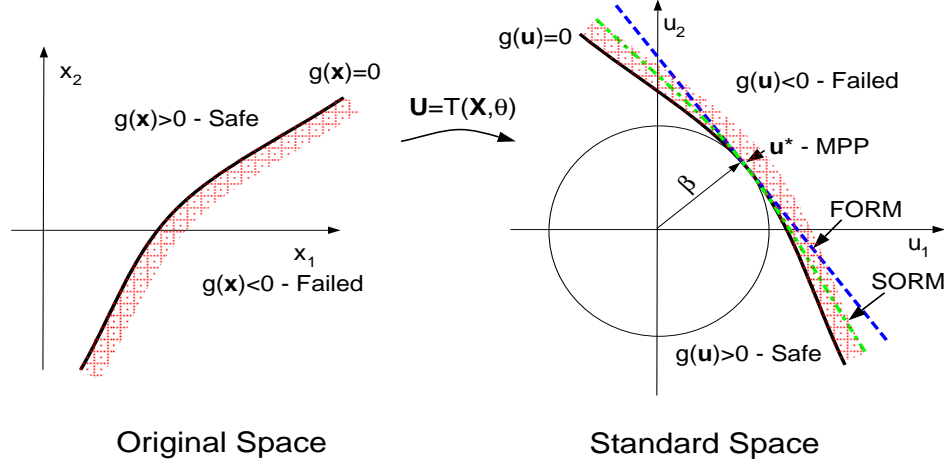 x2
g(x)=0
g(x)>0 - Safe
x1
g(x)<0 - Failed
Original Space
U=T(X,θ)
g(u)=0
u2
g(u)<0 - Failed
u* - MPP
β
FORM
u1
SORM
g(u)>0 - Safe
Standard Space